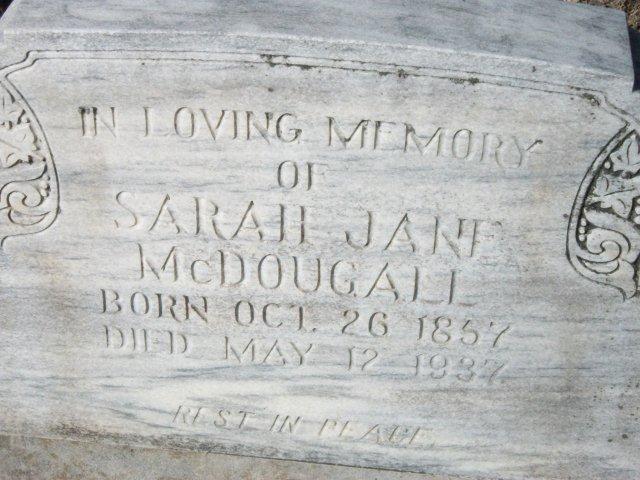 IN LOVING MEMORY
OF
SARAH JANE
McDOUGALL
BORN OCT. 26 1857
DIED MAY 12 1937
REST IN PEACE